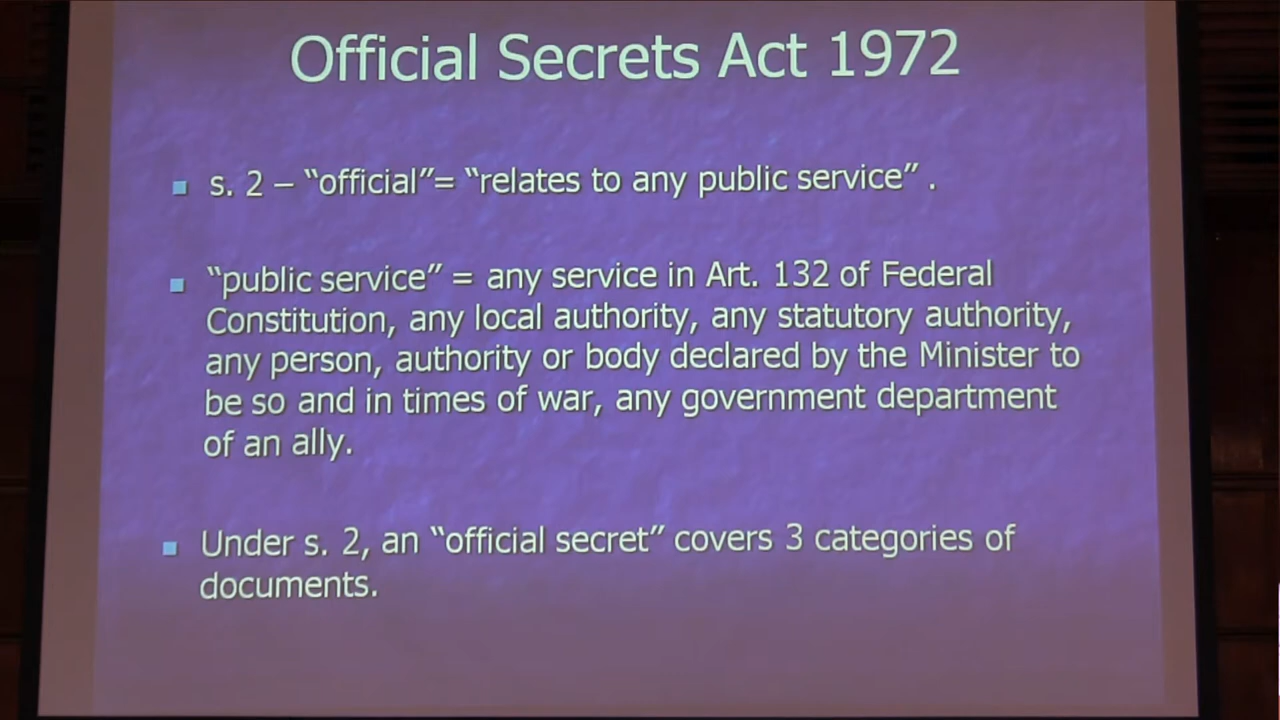 Official Secrets Act 1972
s. 2 – “official”= “relates to any public service” .
“public service” = any service in Art. 132 of Federal
Constitution, any local authority, any statutory authority,
any person, authority or body declared by the Minister to
be so and in times of war, any government department
of an ally.
Under s. 2, an “official secret” covers 3 categories of
documents.